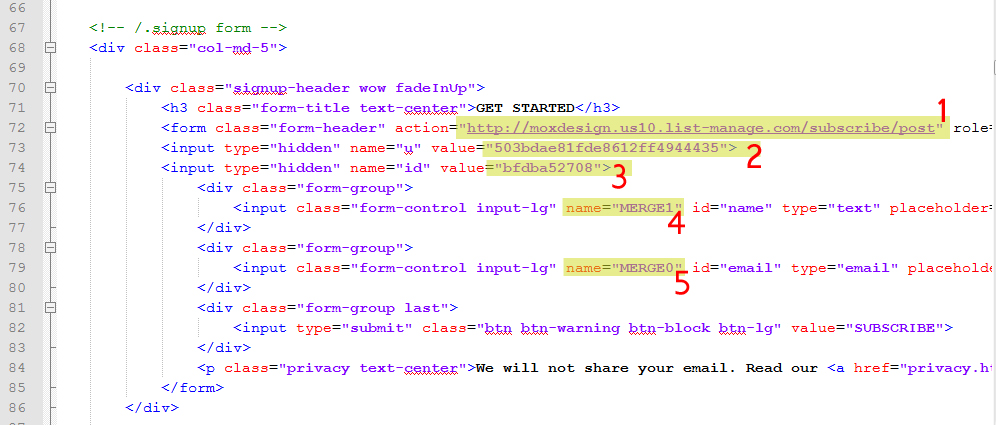 66
67 <!-- /.signup form -->
68 <div class="col-md-5">
69
70 <div class="signup-header wow fadeInUp">
71 <h3 class="form-title text-center">GET STARTED</h3>
1
72 <form class="form-header" action="http://moxdesign.us10.list-manage.com/subscribe/post" role=
73 <input type="hidden" name="u" value="503bdae81fde8612ff4944435"> 2
74 <input type="hidden" name="id" value="bfdba52708"> 3
75 <div class="form-group">
76 <input class="form-control input-lg" name="MERGE1" id="name" type="text" placeholder=
77 </div> 4
78 <div class="form-group">
79 <input class="form-control input-lg" name="MERGE0" id="email" type="email" placeholde
80 </div> 5
81 <div class="form-group last">
82 <input type="submit" class="btn btn-warning btn-block btn-lg" value="SUBSCRIBE">
83 </div>
84 <p class="privacy text-center">We will not share your email. Read our <a href="privacy.ht
85 </form>
86 </div>